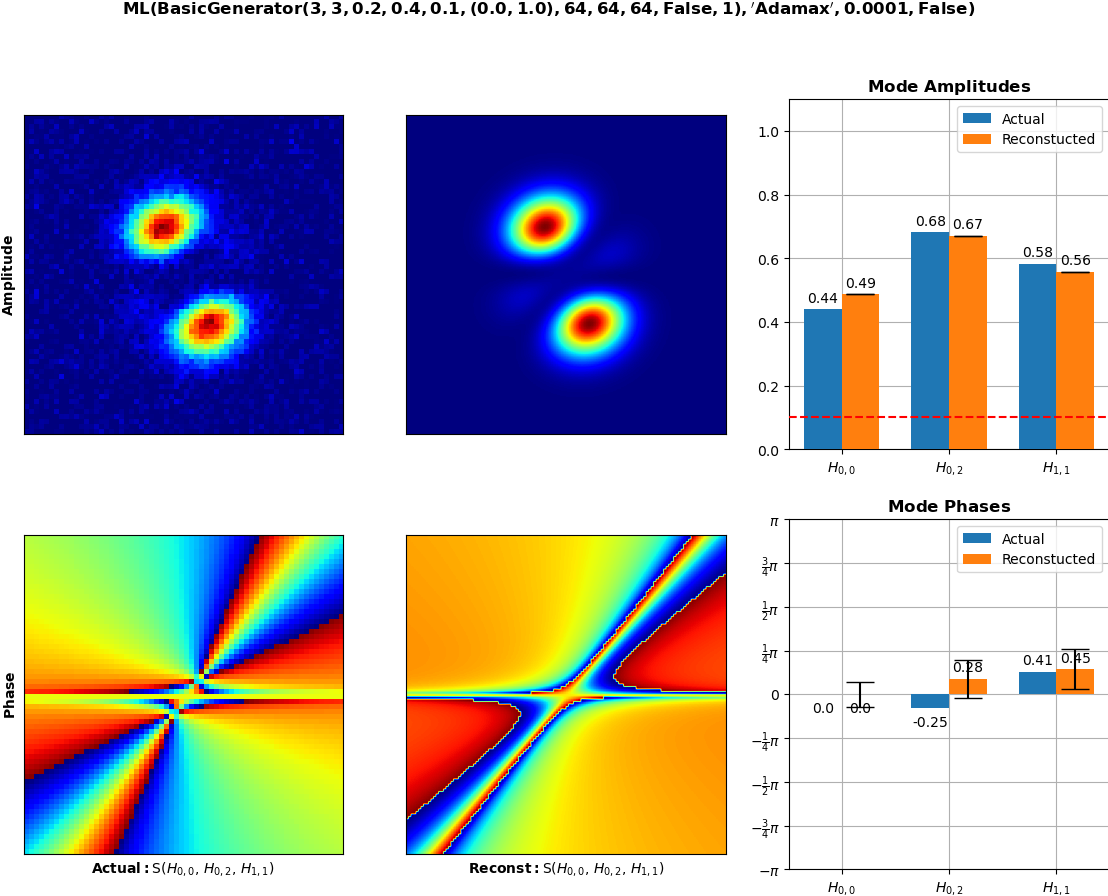 ML(BasicGenerator(3, 3, 0.2, 0.4, 0.1, (0.0, 1.0), 64, 64, 64, False, 1), ′Adamax′, 0.0001, False)
Amplitude
Mode Amplitudes
Actual
Reconstucted
1.0
0.8
0.6
0.4
0.2
0.0
0.44
0.49
0.68
0.67
0.58
0.56
H0,0
H0,2
H1,1
Phase
Actual: S(H0,0, H0,2, H1,1)
Reconst: S(H0,0, H0,2, H1,1)
Mode Phases
Actual
Reconstucted
π
3/4π
1/2π
1/4π
0
−1/4π
−1/2π
−3/4π
−π
0.0
0.0
-0.25
0.28
0.41
0.45
H0,0
H0,2
H1,1